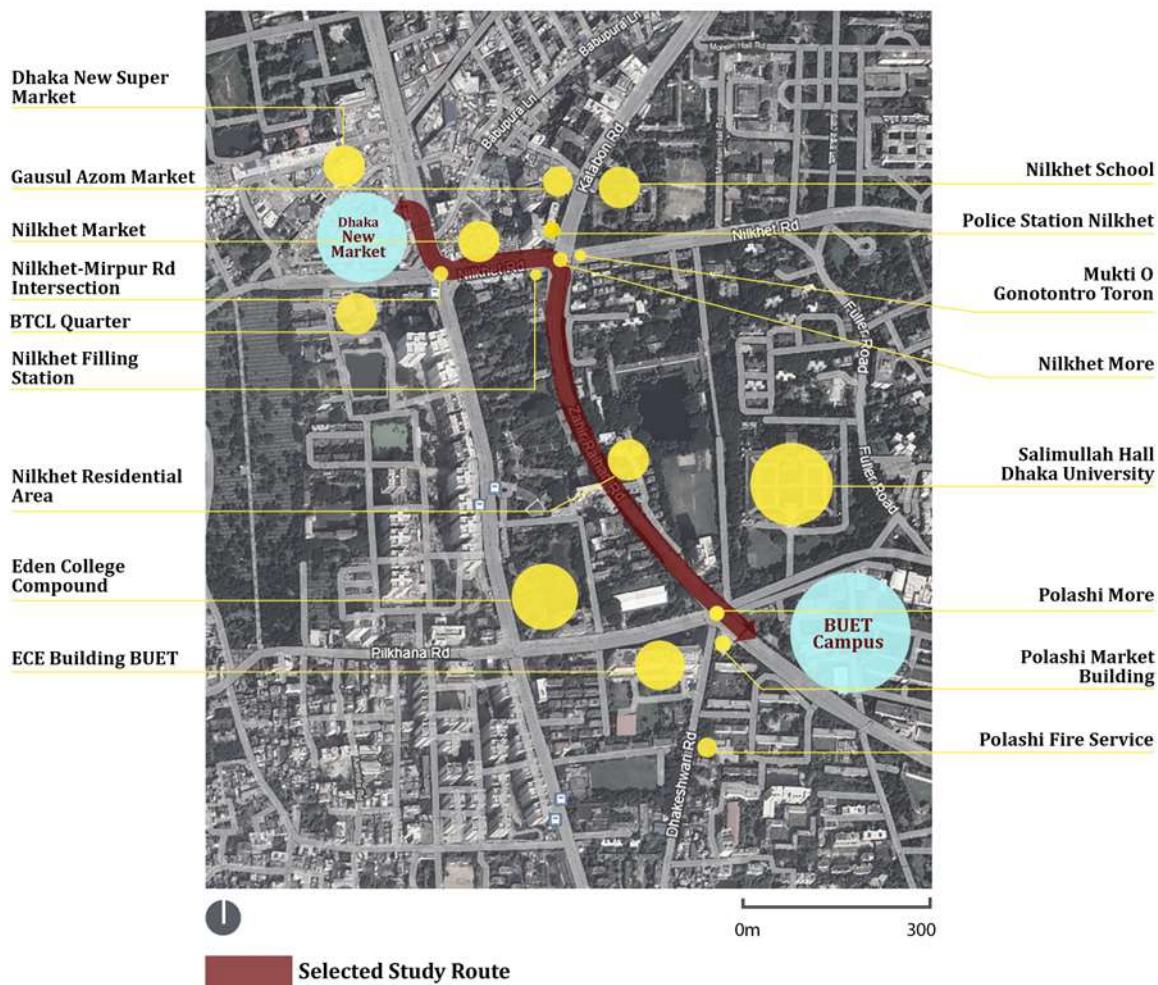 Dhaka New Super
Market
Gausul Azom Market
Nilkhet Market
Nilkhet-Mirpur Rd
Intersection
BTCL Quarter
Nilkhet Filling
Station
Nilkhet Residential
Area
Eden College
Compound
ECE Building BUET
Babupura Ln
Babupura Ln
Katabon Rd
Mohsin Hall Rd
Dhaka
New
Market
Nilkhet Rd
Nilkhet Rd
Fuller Road
Fuller Road
Pilkhana Rd
BUET
Campus
Dhakeshwari Rd
Nilkhet School
Police Station Nilkhet
Mukti O
Gonotontro Toron
Nilkhet More
Salimullah Hall
Dhaka University
Polashi More
Polashi Market
Building
Polashi Fire Service
0m 300
Selected Study Route